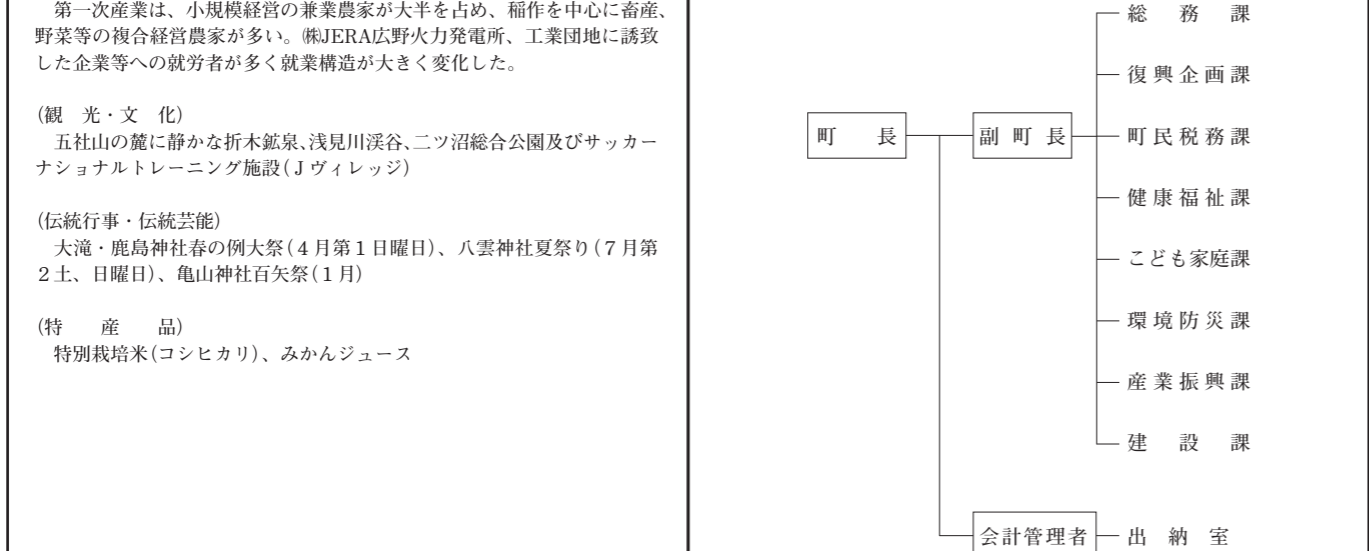 第一次産業は、小規模経営の兼業農家が大半を占め、稲作を中心に畜産、
野菜等の複合経営農家が多い。㈱JERA広野火力発電所、工業団地に誘致
した企業等への就労者が多く就業構造が大きく変化した。
(観　光・文　化)
五社山の麓に静かな折木鉱泉、浅見川渓谷、二ツ沼総合公園及びサッカー
ナショナルトレーニング施設(Ｊヴィレッジ)
(伝統行事・伝統芸能)
大滝・鹿島神社春の例大祭(４月第１日曜日)、八雲神社夏祭り(７月第
２土、日曜日)、亀山神社百矢祭(１月)
(特　産　品)
特別栽培米(コシヒカリ)、みかんジュース
町　長
副町長
総務課
復興企画課
町民税務課
健康福祉課
こども家庭課
環境防災課
産業振興課
建設課
会計管理者
出納室